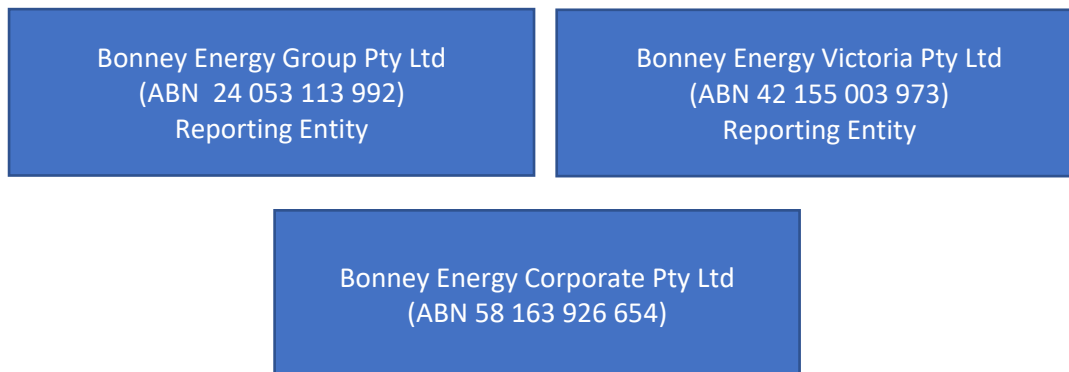 Bonney Energy Group Pty Ltd
(ABN  24 053 113 992)
Reporting Entity
Bonney Energy Victoria Pty Ltd
(ABN 42 155 003 973)
Reporting Entity
Bonney Energy Corporate Pty Ltd
(ABN 58 163 926 654)